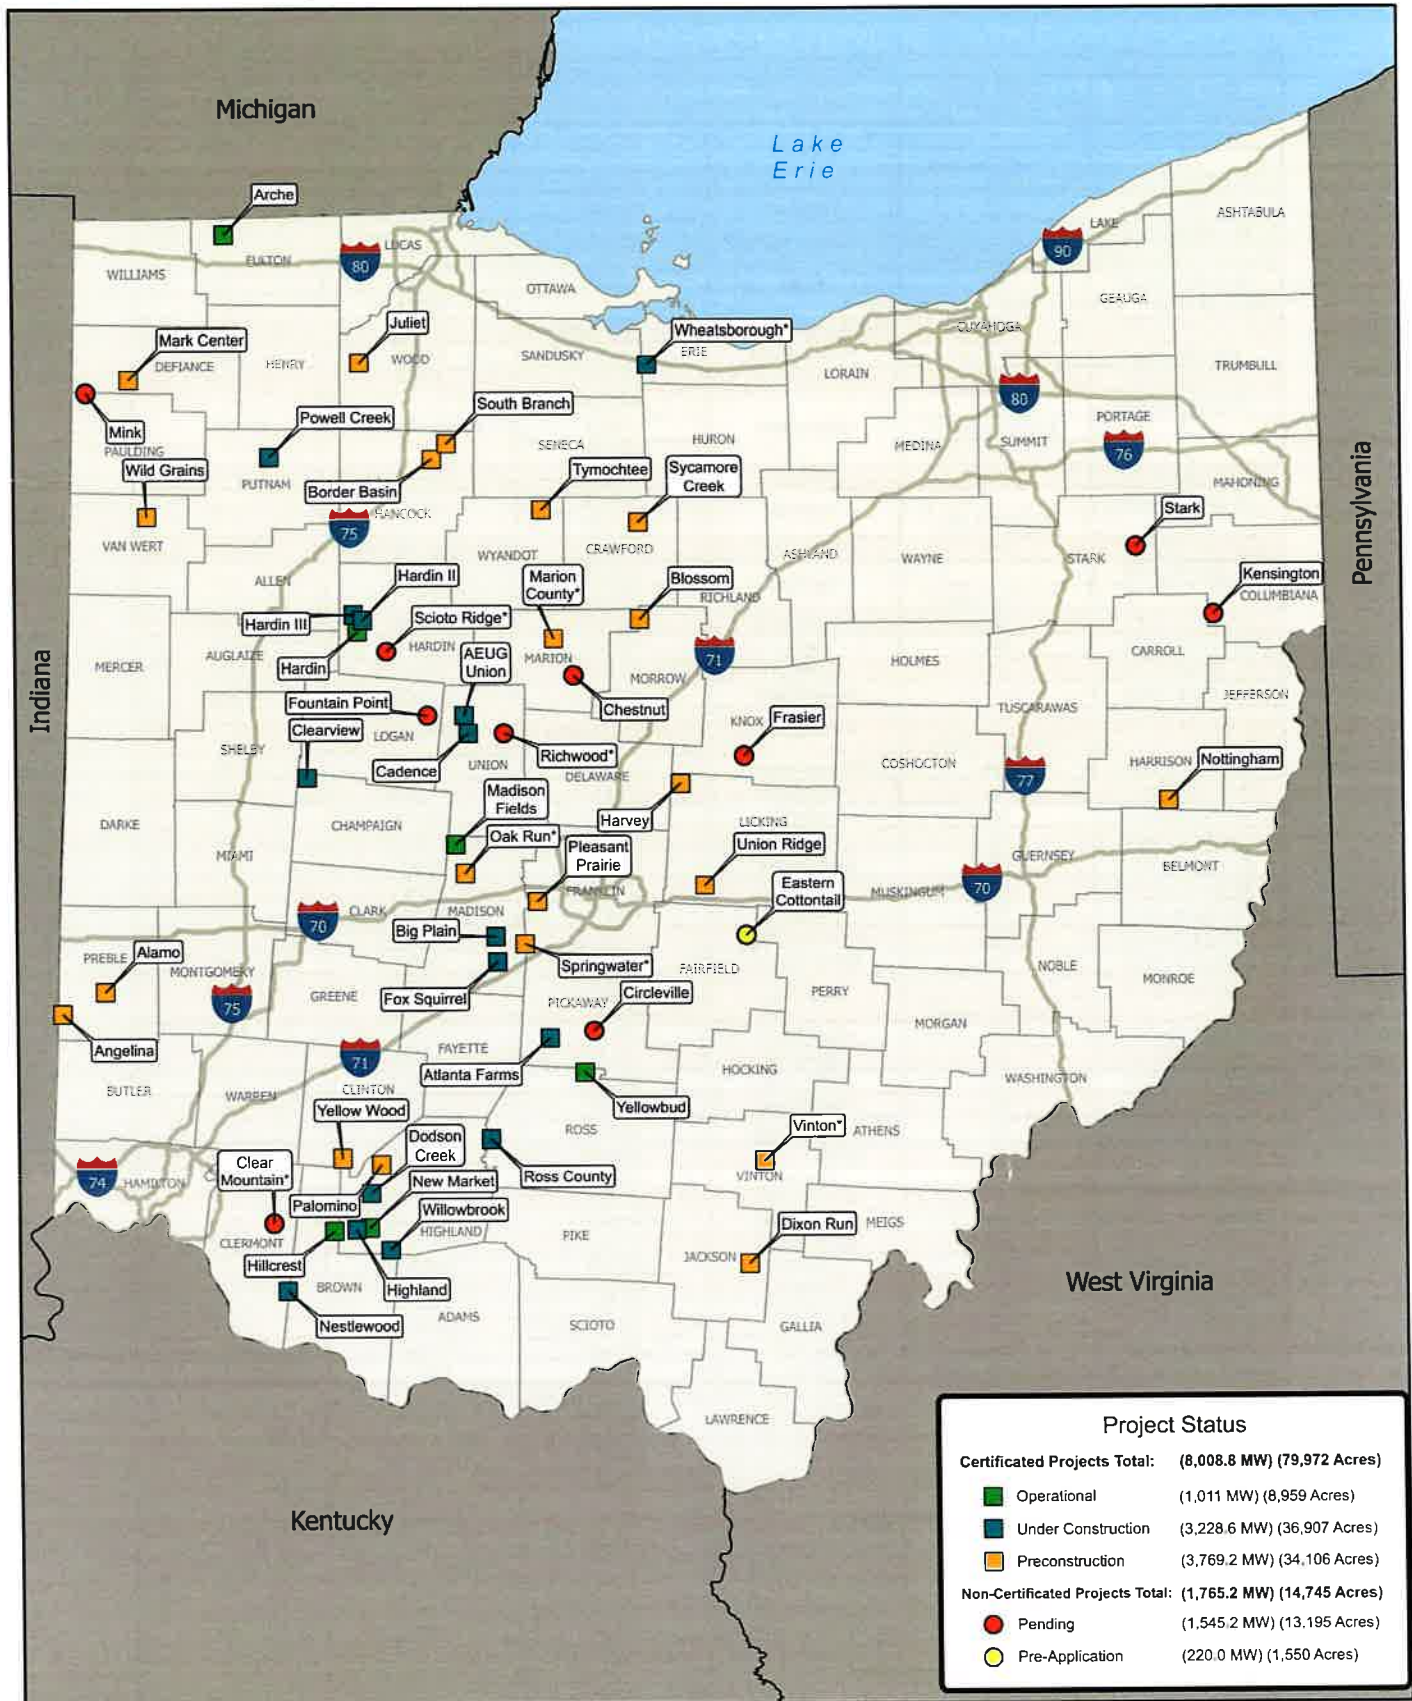 Michigan
Lake
Erie
Arche
ASHTABULA
LAKE
90
LUCAS
FULTON
80
WILLIAMS
OTTAWA
GEAUGA
Juliet
Wheatsborough*
CUYAHOGA
Mark Center
DEFIANCE
HENRY
WOOD
SANDUSKY
ERIE
LORAIN
TRUMBULL
80
Mink
PAULDING
Powell Creek
South Branch
PORTAGE
SENECA
HURON
MEDINA
SUMMIT
76
Wild Grains
PUTNAM
Border Basin
Tymochtee
Sycamore
Creek
MAHONING
HANCOCK
75
Stark
VAN WERT
WYANDOT
CRAWFORD
ASHLAND
WAYNE
STARK
ALLEN
Hardin II
Marion
County*
Blossom
Kensington
COLUMBIANA
RICHLAND
Hardin III
Scioto Ridge*
HARDIN
AUGLAIZE
Hardin
AEUG
Union
MARION
71
MERCER
HOLMES
CARROLL
Indiana
Pennsylvania
MORROW
Fountain Point
Chestnut
JEFFERSON
Clearview
LOGAN
KNOX
Frasier
TUSCARAWAS
SHELBY
Cadence
UNION
Richwood*
DELAWARE
COSHOCTON
77
HARRISON
Nottingham
Madison
Fields
Harvey
DARKE
CHAMPAIGN
Oak Run*
LICKING
MIAMI
Pleasant
Prairie
Union Ridge
GUERNSEY
BELMONT
FRANKLIN
Eastern
Cottontail
MUSKINGUM
70
CLARK
70
MADISON
Big Plain
PREBLE
Alamo
MONTGOMERY
Springwater*
FAIRFIELD
NOBLE
MONROE
75
GREENE
Fox Squirrel
PICKAWAY
Circleville
PERRY
MORGAN
Angelina
71
FAYETTE
Atlanta Farms
BUTLER
WARREN
CLINTON
HOCKING
WASHINGTON
Yellow Wood
Yellowbud
ROSS
Vinton*
ATHENS
Dodson
Creek
Clear
Mountain*
74
HAMILTON
Ross County
VINTON
New Market
Palomino
Willowbrook
CLERMONT
HIGHLAND
PIKE
Dixon Run
MEIGS
JACKSON
Hillcrest
BROWN
Highland
West Virginia
Nestlewood
ADAMS
SCIOTO
GALLIA
LAWRENCE
Kentucky
Project Status
Certificated Projects Total: (8,008.8 MW) (79,972 Acres)
Operational (1,011 MW) (8,959 Acres)
Under Construction (3,228.6 MW) (36,907 Acres)
Preconstruction (3,769.2 MW) (34,106 Acres)
Non-Certificated Projects Total: (1,765.2 MW) (14,745 Acres)
Pending (1,545.2 MW) (13,195 Acres)
Pre-Application (220.0 MW) (1,550 Acres)